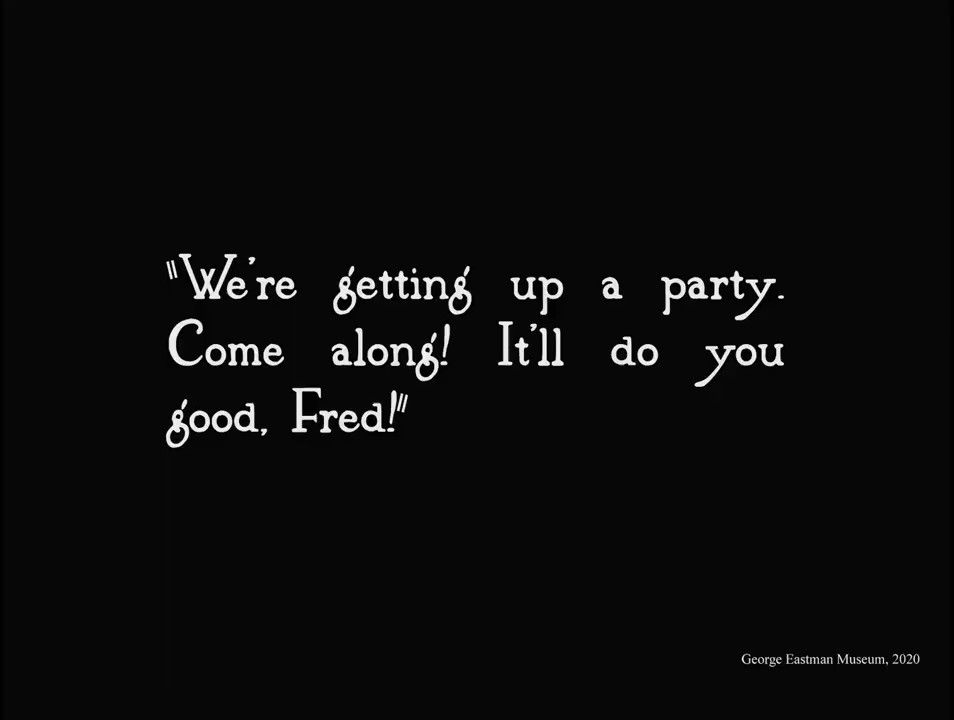 "We're getting up a party.
Come along! It'll do you
good, Fred!"
George Eastman Museum, 2020